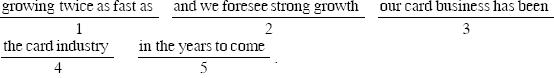 growing twice as fast as and we foresee strong growth our card business has been
1 2 3
the card industry in the years to come .
4 5